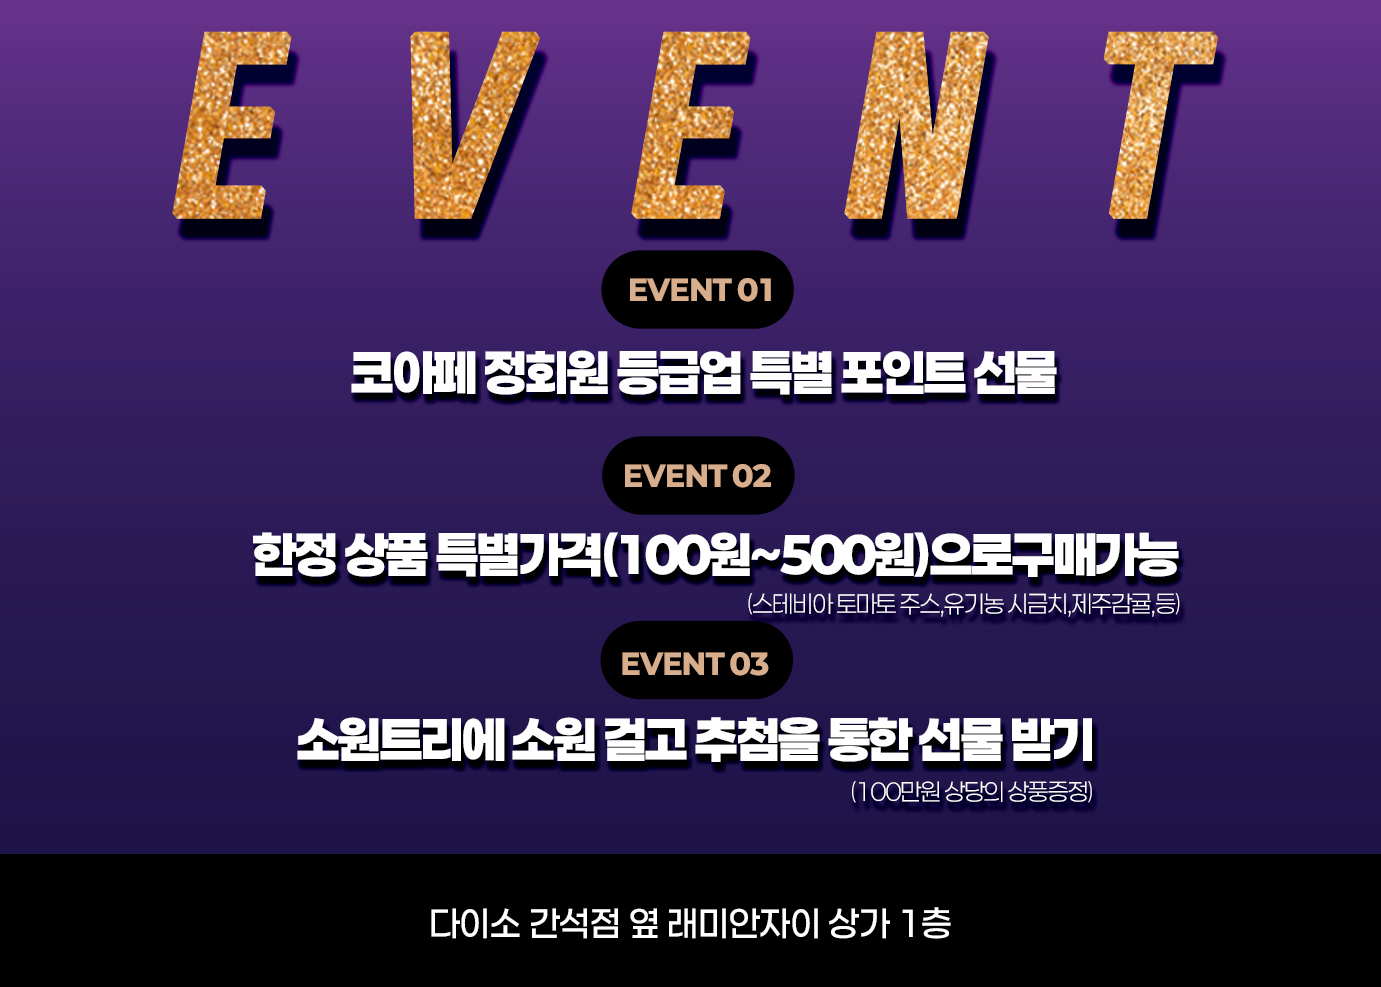 EVENT
EVENT 01
코야페 정회원 등급업 특별 포인트 선물
EVENT 02
한정 상품 특별가격(100원~500원)으로구매가능
(스테비아 토마토 주스,유기농 시금치,제주감귤,등)
EVENT 03
소원트리에 소원 걸고 추첨을 통한 선물 받기
(100만원 상당의 상품증정)
다이소 간석점 옆 래미안자이 상가 1층